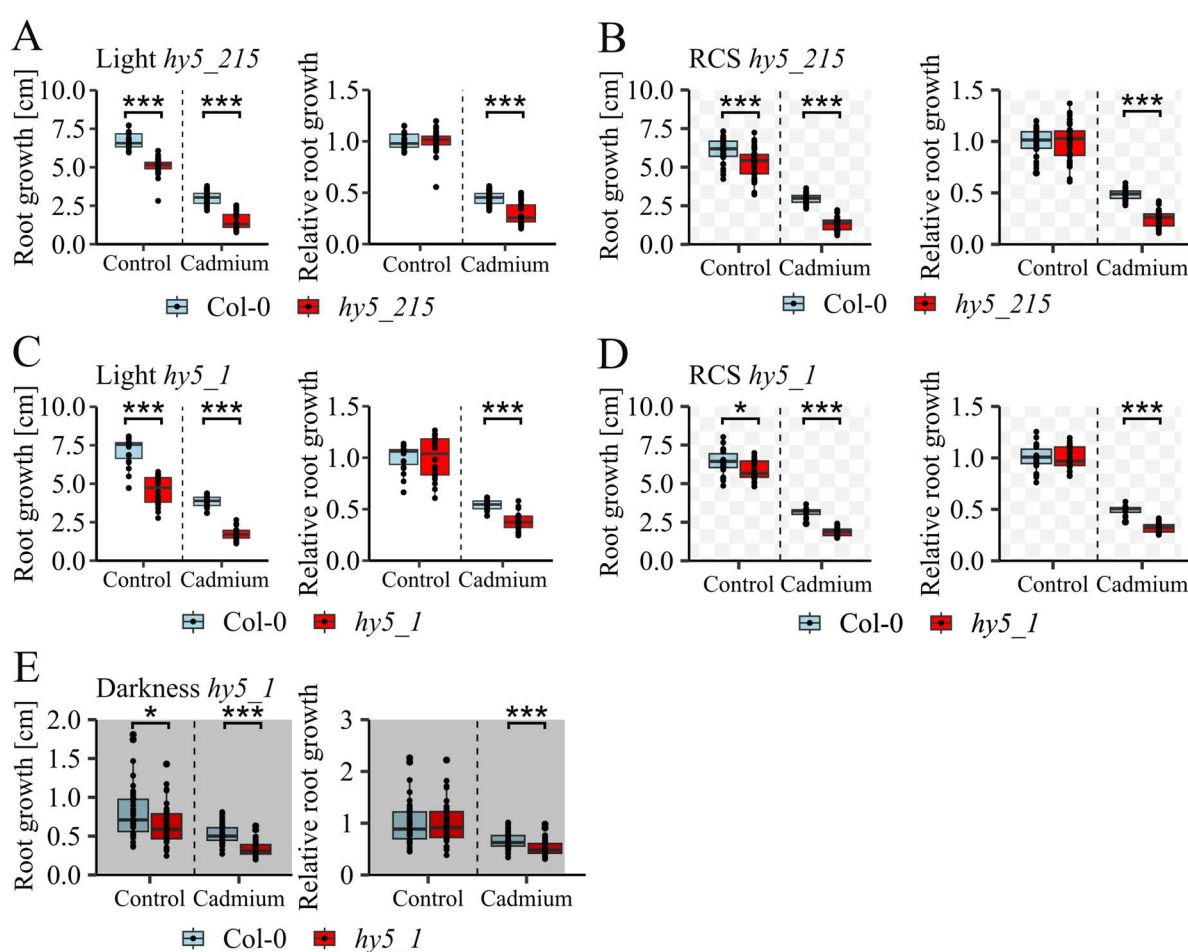 A
Light hy5_215
Root growth [cm]
10.0
7.5
5.0
2.5
0.0
***
***
Control
Cadmium
Relative root growth
1.5
1.0
0.5
0
***
Control
Cadmium
Col-0
hy5_215
B
RCS hy5_215
Root growth [cm]
10.0
7.5
5.0
2.5
0.0
***
***
Control
Cadmium
Relative root growth
1.5
1.0
0.5
0
***
Control
Cadmium
Col-0
hy5_215
C
Light hy5_1
Root growth [cm]
10.0
7.5
5.0
2.5
0.0
***
***
Control
Cadmium
Relative root growth
1.5
1.0
0.5
0
***
Control
Cadmium
Col-0
hy5_1
D
RCS hy5_1
Root growth [cm]
10.0
7.5
5.0
2.5
0.0
*
***
Control
Cadmium
Relative root growth
1.5
1.0
0.5
0
***
Control
Cadmium
Col-0
hy5_1
E
Darkness hy5_1
Root growth [cm]
2.0
1.5
1.0
0.5
0.0
*
***
Control
Cadmium
Relative root growth
3
2
1
0
***
Control
Cadmium
Col-0
hy5_1